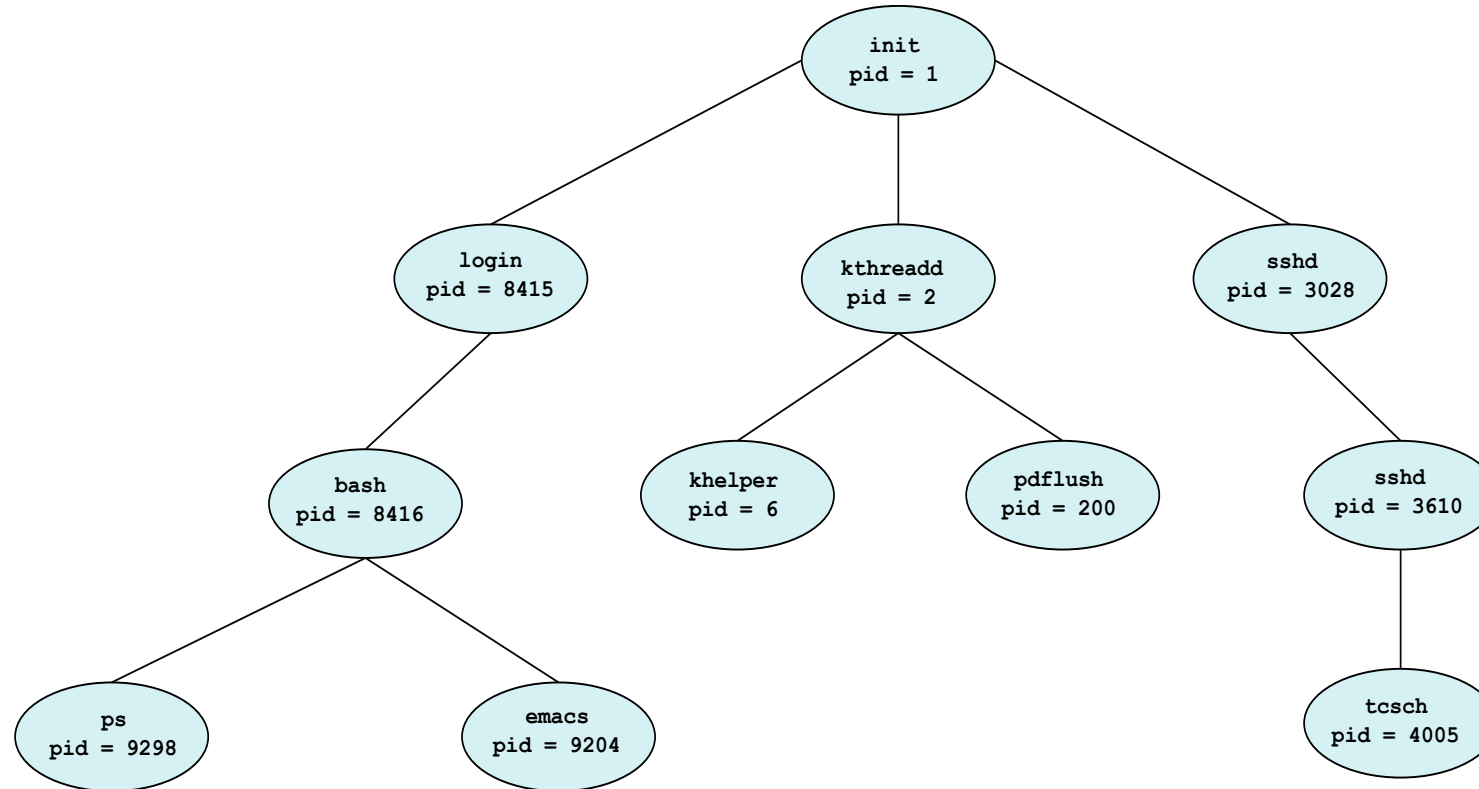 init
pid = 1
login
pid = 8415
kthreadd
pid = 2
sshd
pid = 3028
bash
pid = 8416
khelper
pid = 6
pdflush
pid = 200
sshd
pid = 3610
ps
pid = 9298
emacs
pid = 9204
tcsch
pid = 4005